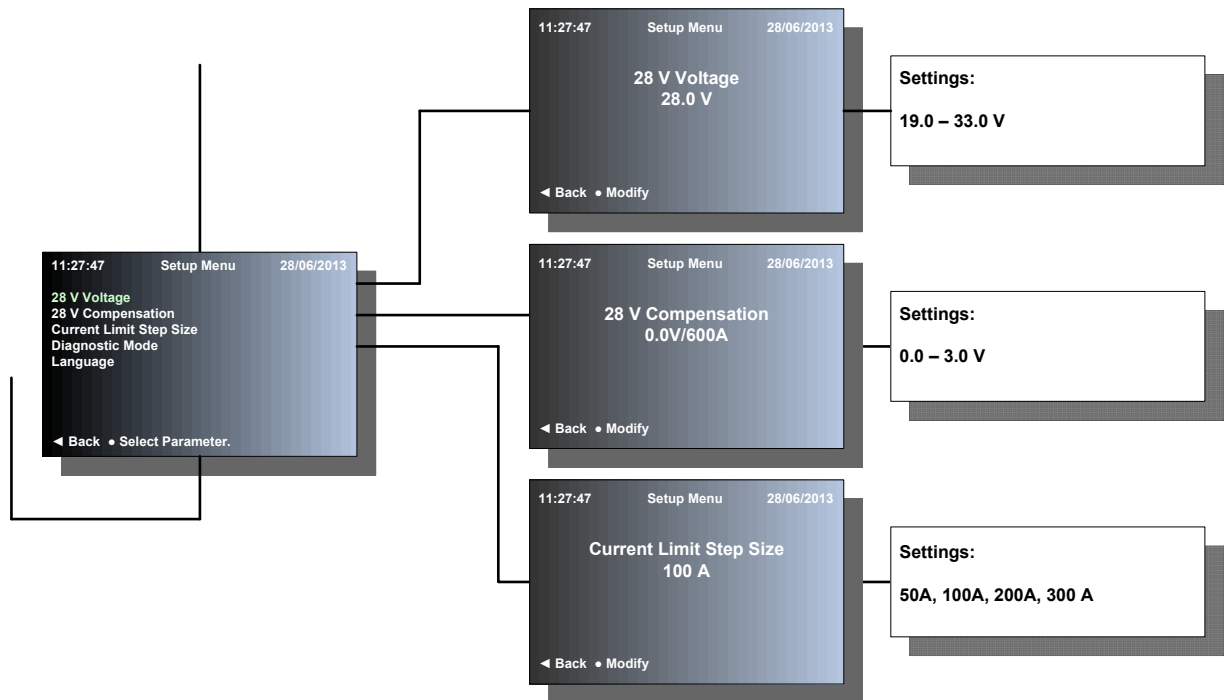 11:27:47 Setup Menu 28/06/2013
28 V Voltage
28.0 V
◄ Back ● Modify
Settings:
19.0 – 33.0 V
11:27:47 Setup Menu 28/06/2013
28 V Voltage
28 V Compensation
Current Limit Step Size
Diagnostic Mode
Language
◄ Back ● Select Parameter.
11:27:47 Setup Menu 28/06/2013
28 V Compensation
0.0V/600A
◄ Back ● Modify
Settings:
0.0 – 3.0 V
11:27:47 Setup Menu 28/06/2013
Current Limit Step Size
100 A
◄ Back ● Modify
Settings:
50A, 100A, 200A, 300 A